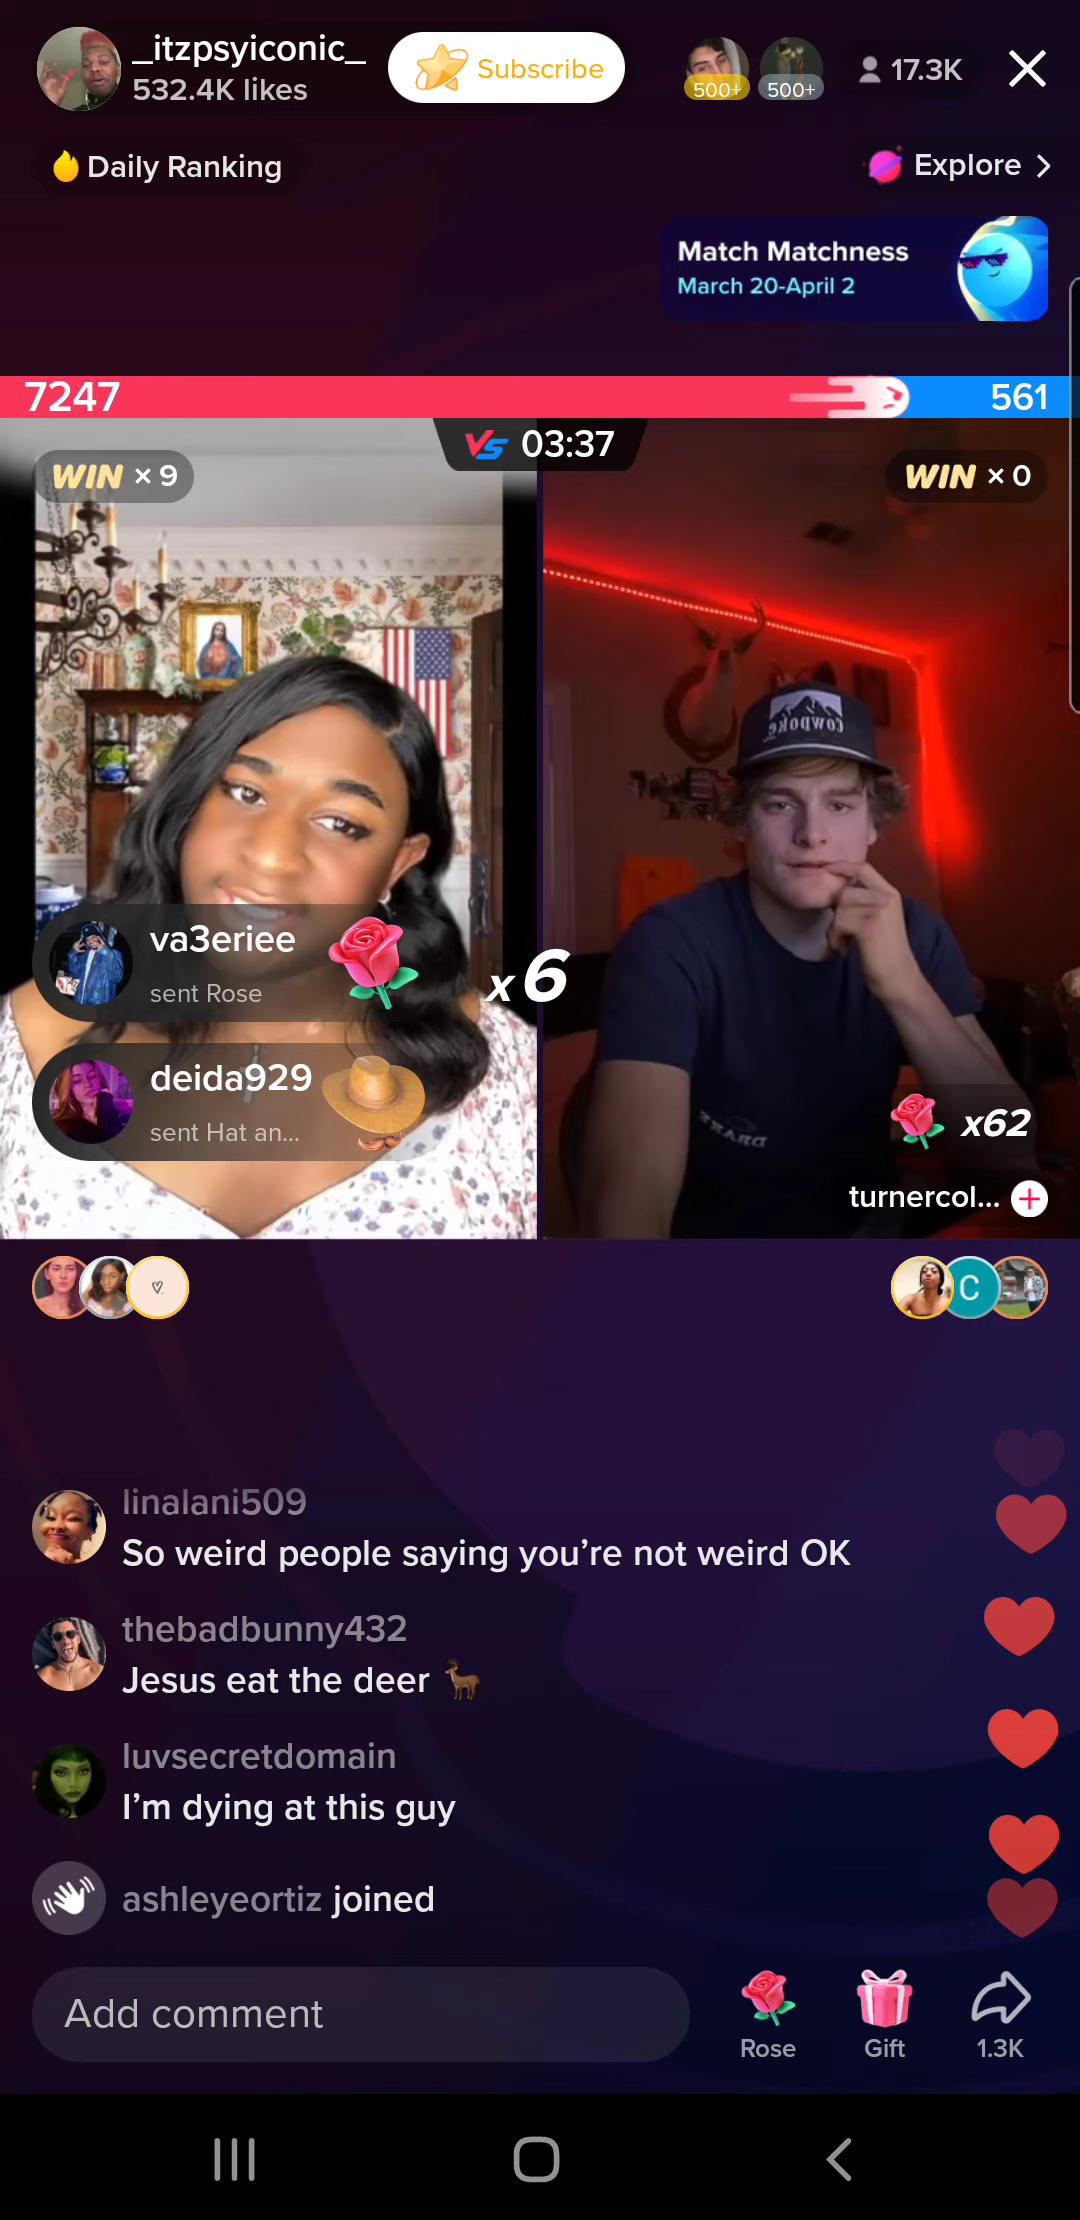 _itzpsyiconic_
532.4K likes
Subscribe
500+
500+
17.3K
Daily Ranking
Explore >
Match Matchness
March 20-April 2
7247
561
VS 03:37
WIN × 9
WIN × 0
COWPOKE
va3eriee
sent Rose
x6
deida929
sent Hat an...
DRAKE
x62
turnercol...
C
linalani509
So weird people saying you’re not weird OK
thebadbunny432
Jesus eat the deer 🦌
luvsecretdomain
I’m dying at this guy
ashleyeortiz joined
Add comment
Rose
Gift
1.3K